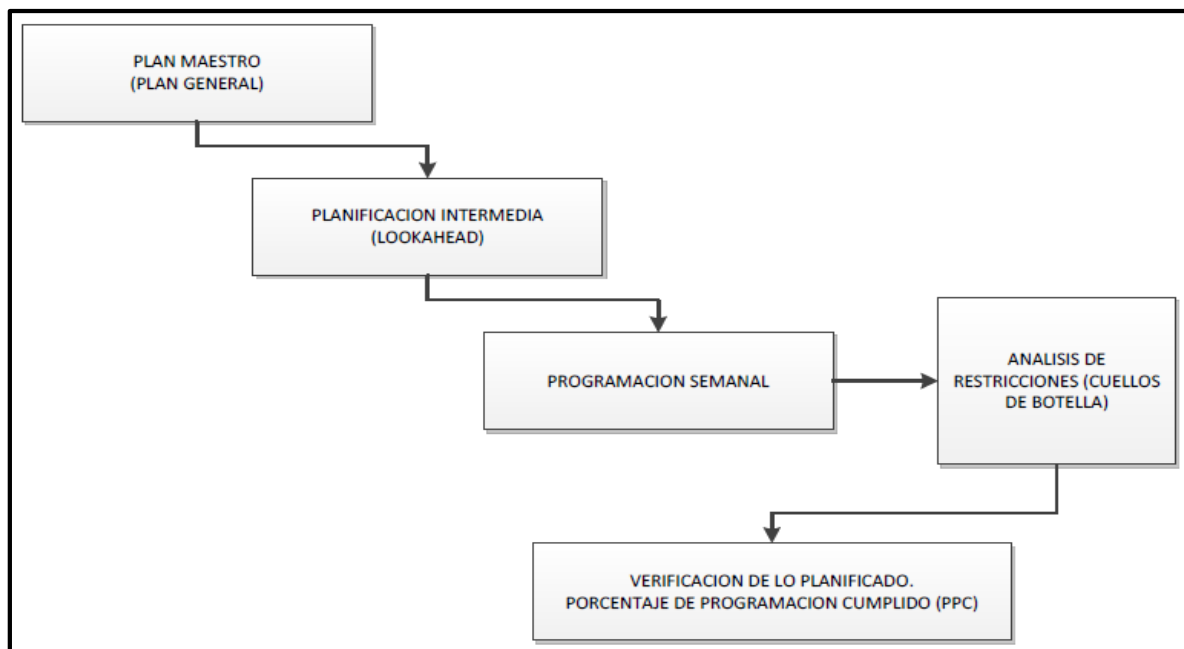 PLAN MAESTRO
(PLAN GENERAL)
PLANIFICACION INTERMEDIA
(LOOKAHEAD)
PROGRAMACION SEMANAL
ANALISIS DE
RESTRICCIONES (CUELLOS
DE BOTELLA)
VERIFICACION DE LO PLANIFICADO.
PORCENTAJE DE PROGRAMACION CUMPLIDO (PPC)